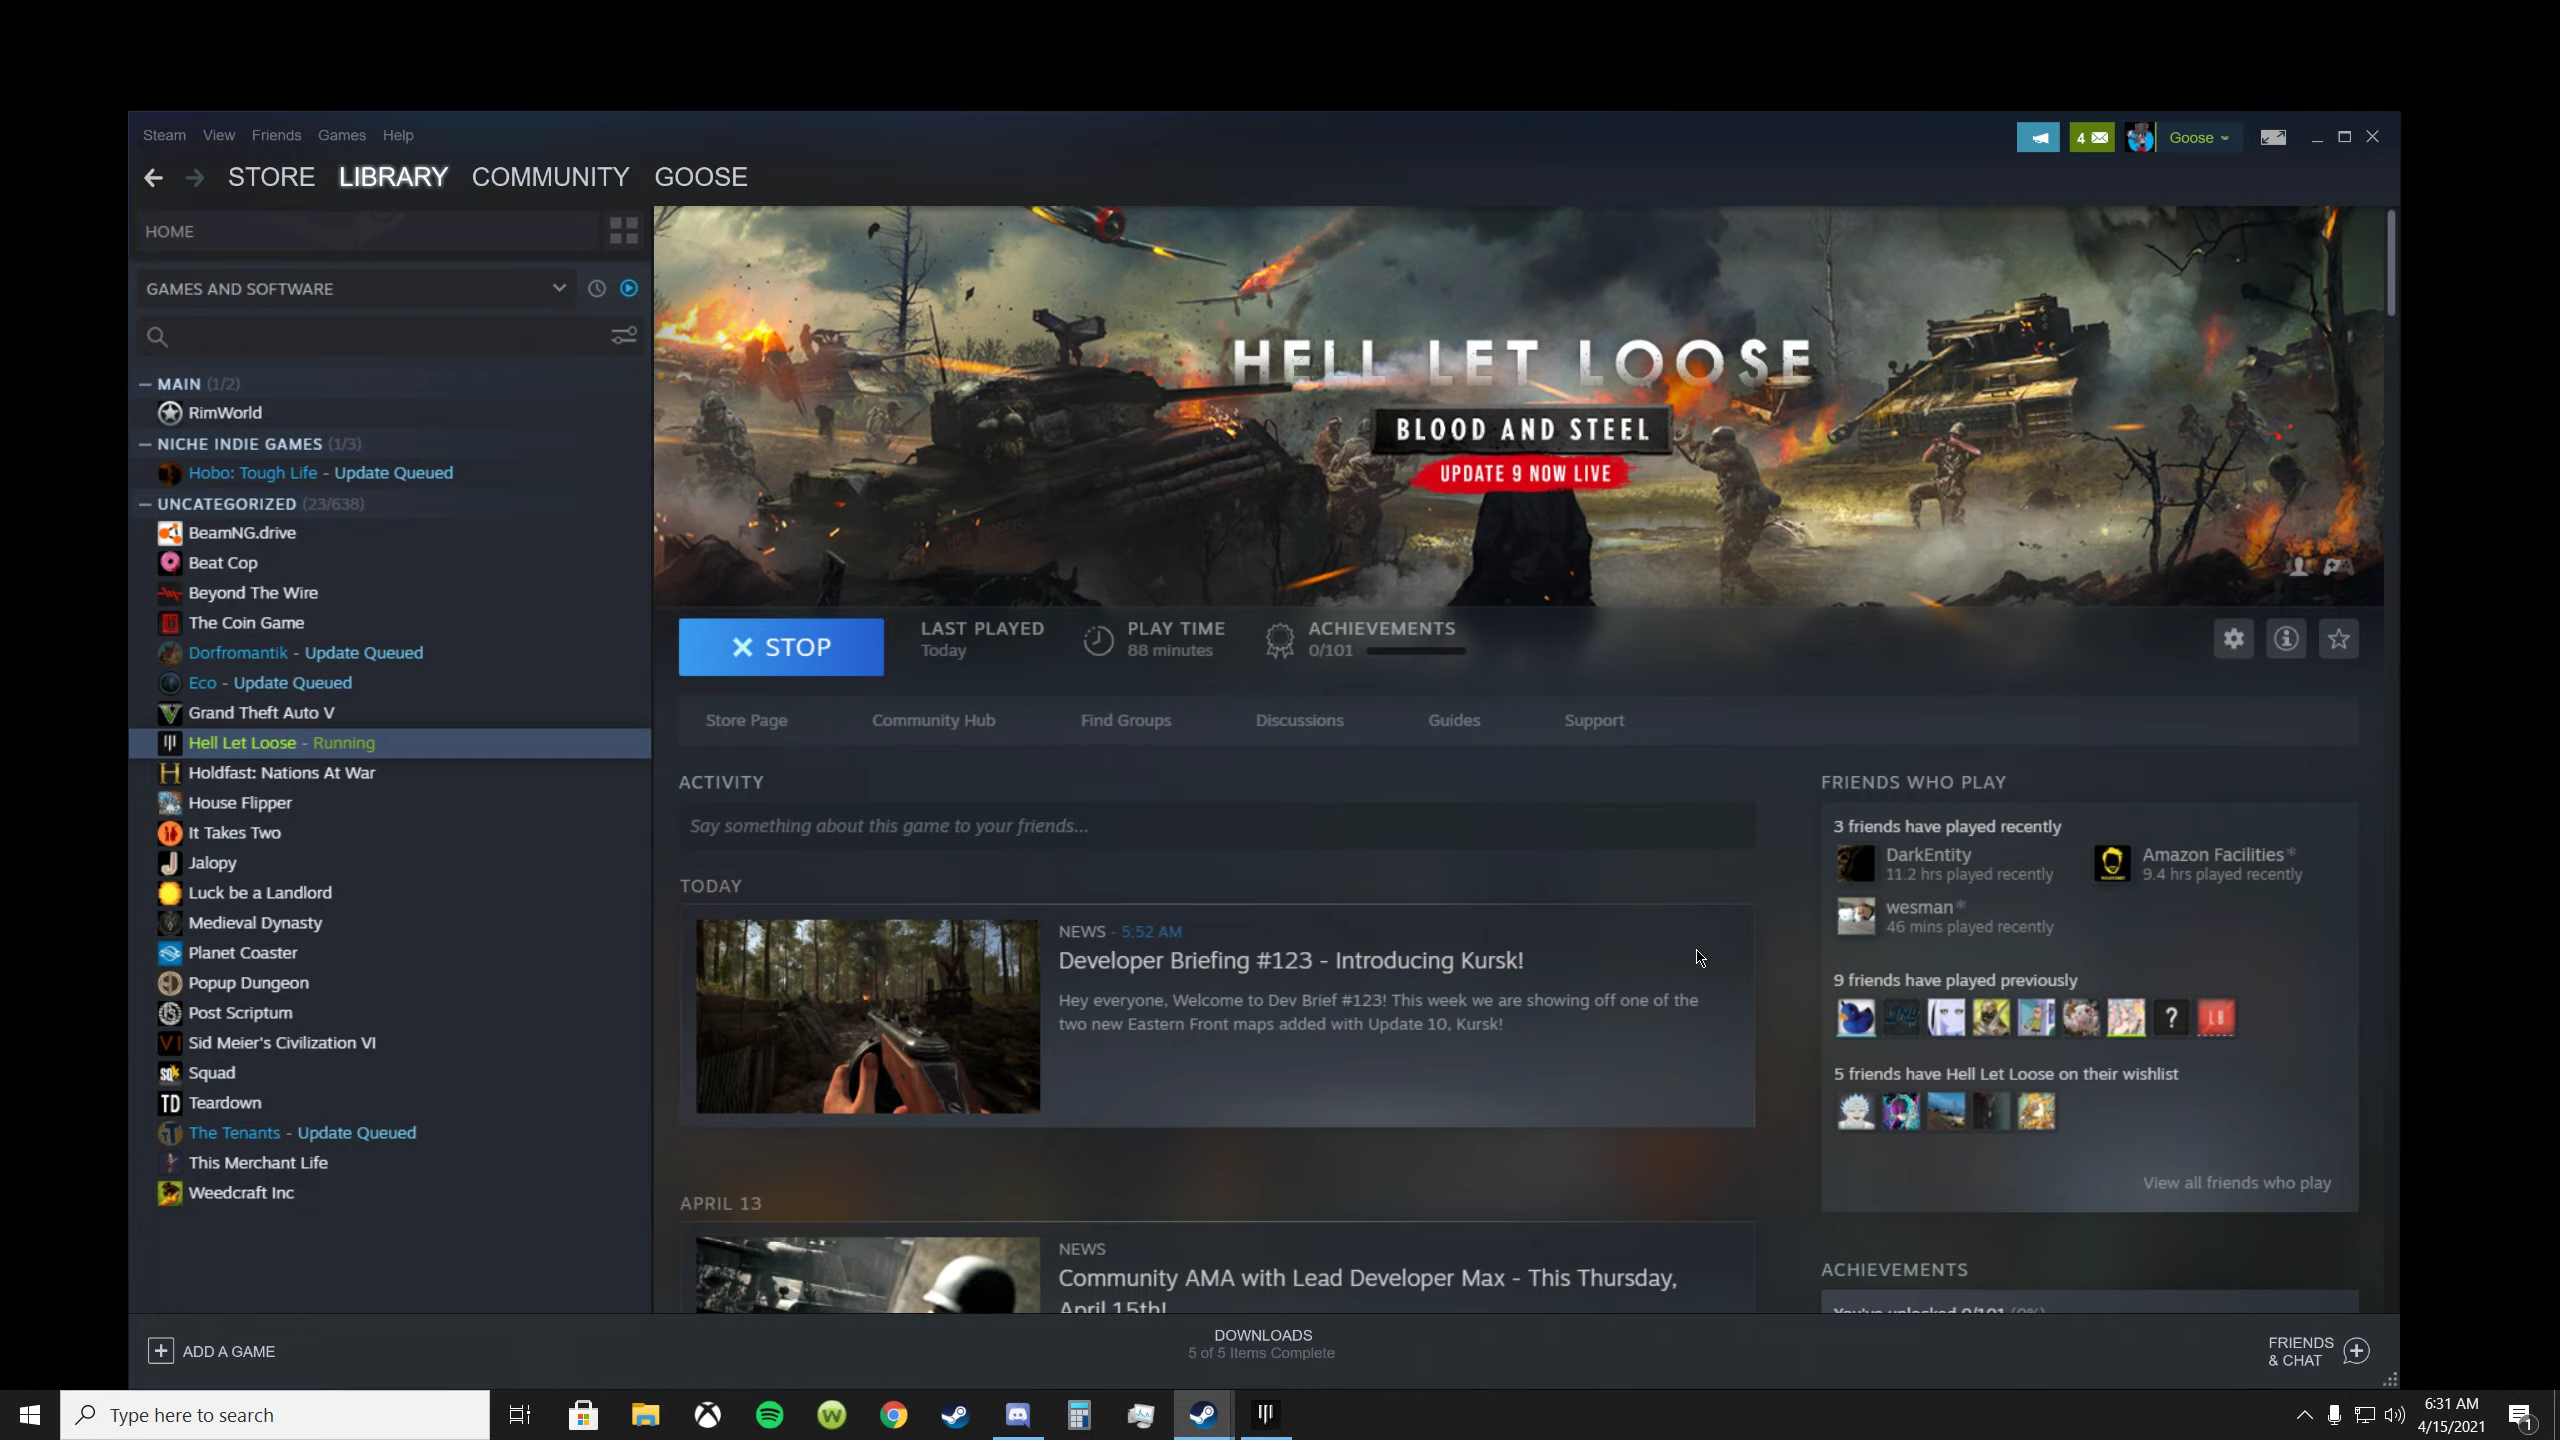 Steam View Friends Games Help
4 Goose
STORE LIBRARY COMMUNITY GOOSE
HOME
GAMES AND SOFTWARE
MAIN (1/2)
RimWorld
NICHE INDIE GAMES (1/3)
Hobo: Tough Life - Update Queued
UNCATEGORIZED (23/638)
BeamNG.drive
Beat Cop
Beyond The Wire
The Coin Game
Dorfromantik - Update Queued
Eco - Update Queued
Grand Theft Auto V
Hell Let Loose - Running
Holdfast: Nations At War
House Flipper
It Takes Two
Jalopy
Luck be a Landlord
Medieval Dynasty
Planet Coaster
Popup Dungeon
Post Scriptum
Sid Meier's Civilization VI
Squad
Teardown
The Tenants - Update Queued
This Merchant Life
Weedcraft Inc
HELL LET LOOSE
BLOOD AND STEEL
UPDATE 9 NOW LIVE
STOP
LAST PLAYED
Today
PLAY TIME
88 minutes
ACHIEVEMENTS
0/101
Store Page Community Hub Find Groups Discussions Guides Support
ACTIVITY
Say something about this game to your friends...
TODAY
NEWS - 5:52 AM
Developer Briefing #123 - Introducing Kursk!
Hey everyone, Welcome to Dev Brief #123! This week we are showing off one of the
two new Eastern Front maps added with Update 10, Kursk!
APRIL 13
NEWS
Community AMA with Lead Developer Max - This Thursday,
April 15th!
FRIENDS WHO PLAY
3 friends have played recently
DarkEntity
11.2 hrs played recently
Amazon Facilities*
9.4 hrs played recently
wesman*
46 mins played recently
9 friends have played previously
?
LB
5 friends have Hell Let Loose on their wishlist
View all friends who play
ACHIEVEMENTS
You've unlocked 0/101 (0%)
ADD A GAME
DOWNLOADS
5 of 5 Items Complete
FRIENDS
& CHAT
Type here to search
6:31 AM
4/15/2021
1